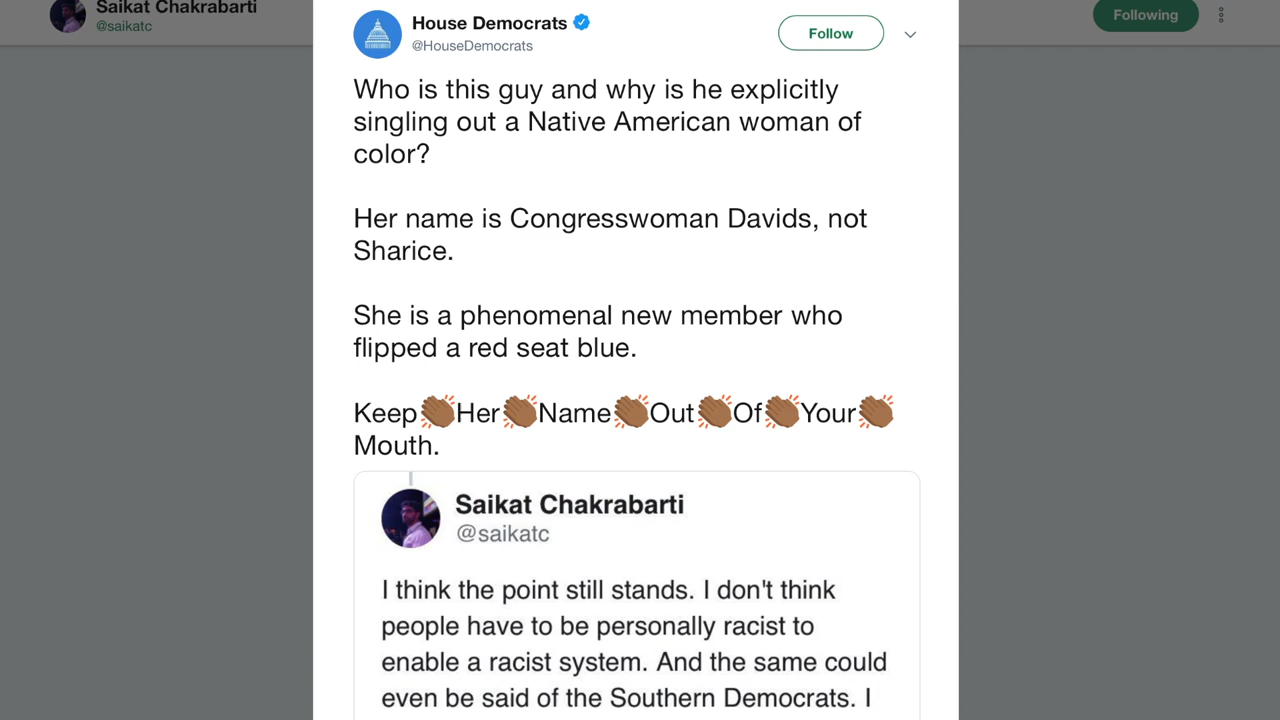 Saikat Chakrabarti
@saikatc
Following
House Democrats
@HouseDemocrats
Follow
Who is this guy and why is he explicitly
singling out a Native American woman of
color?
Her name is Congresswoman Davids, not
Sharice.
She is a phenomenal new member who
flipped a red seat blue.
Keep👏🏾Her👏🏾Name👏🏾Out👏🏾Of👏🏾Your👏🏾
Mouth.
Saikat Chakrabarti
@saikatc
I think the point still stands. I don't think
people have to be personally racist to
enable a racist system. And the same could
even be said of the Southern Democrats. I